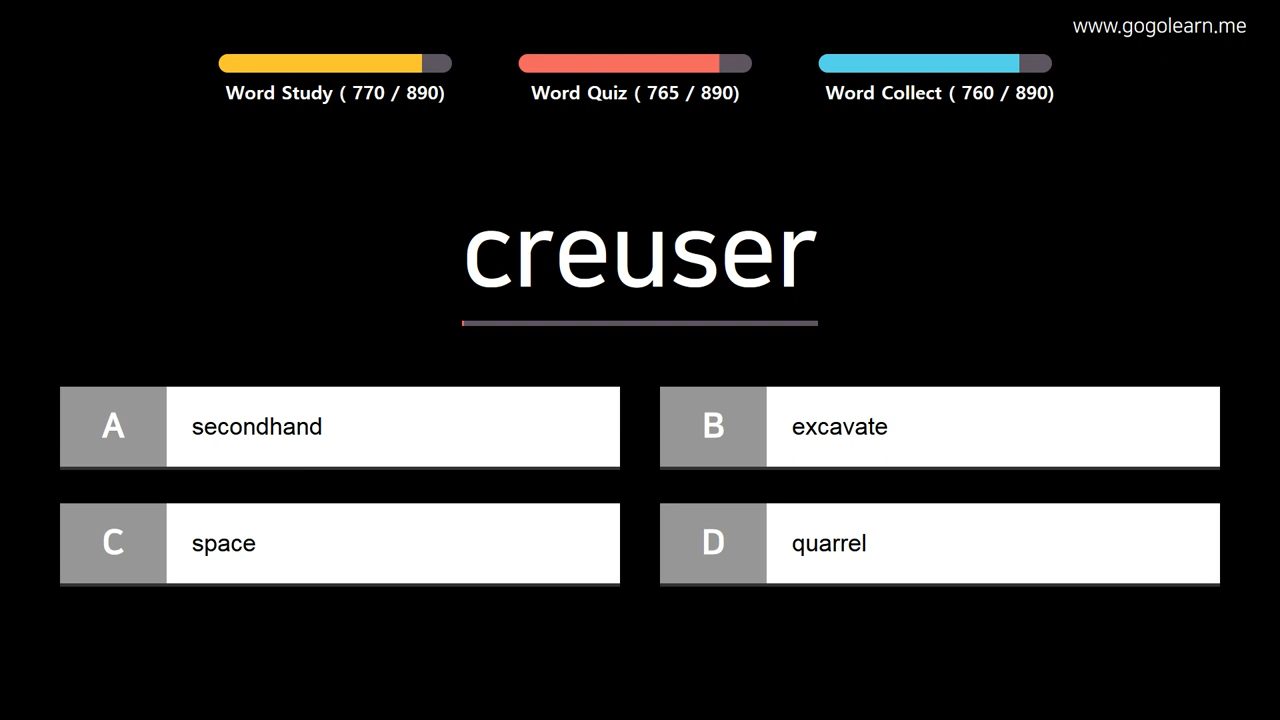 www.gogolearn.me
Word Study ( 770 / 890)
Word Quiz ( 765 / 890)
Word Collect ( 760 / 890)
creuser
A secondhand
B excavate
C space
D quarrel